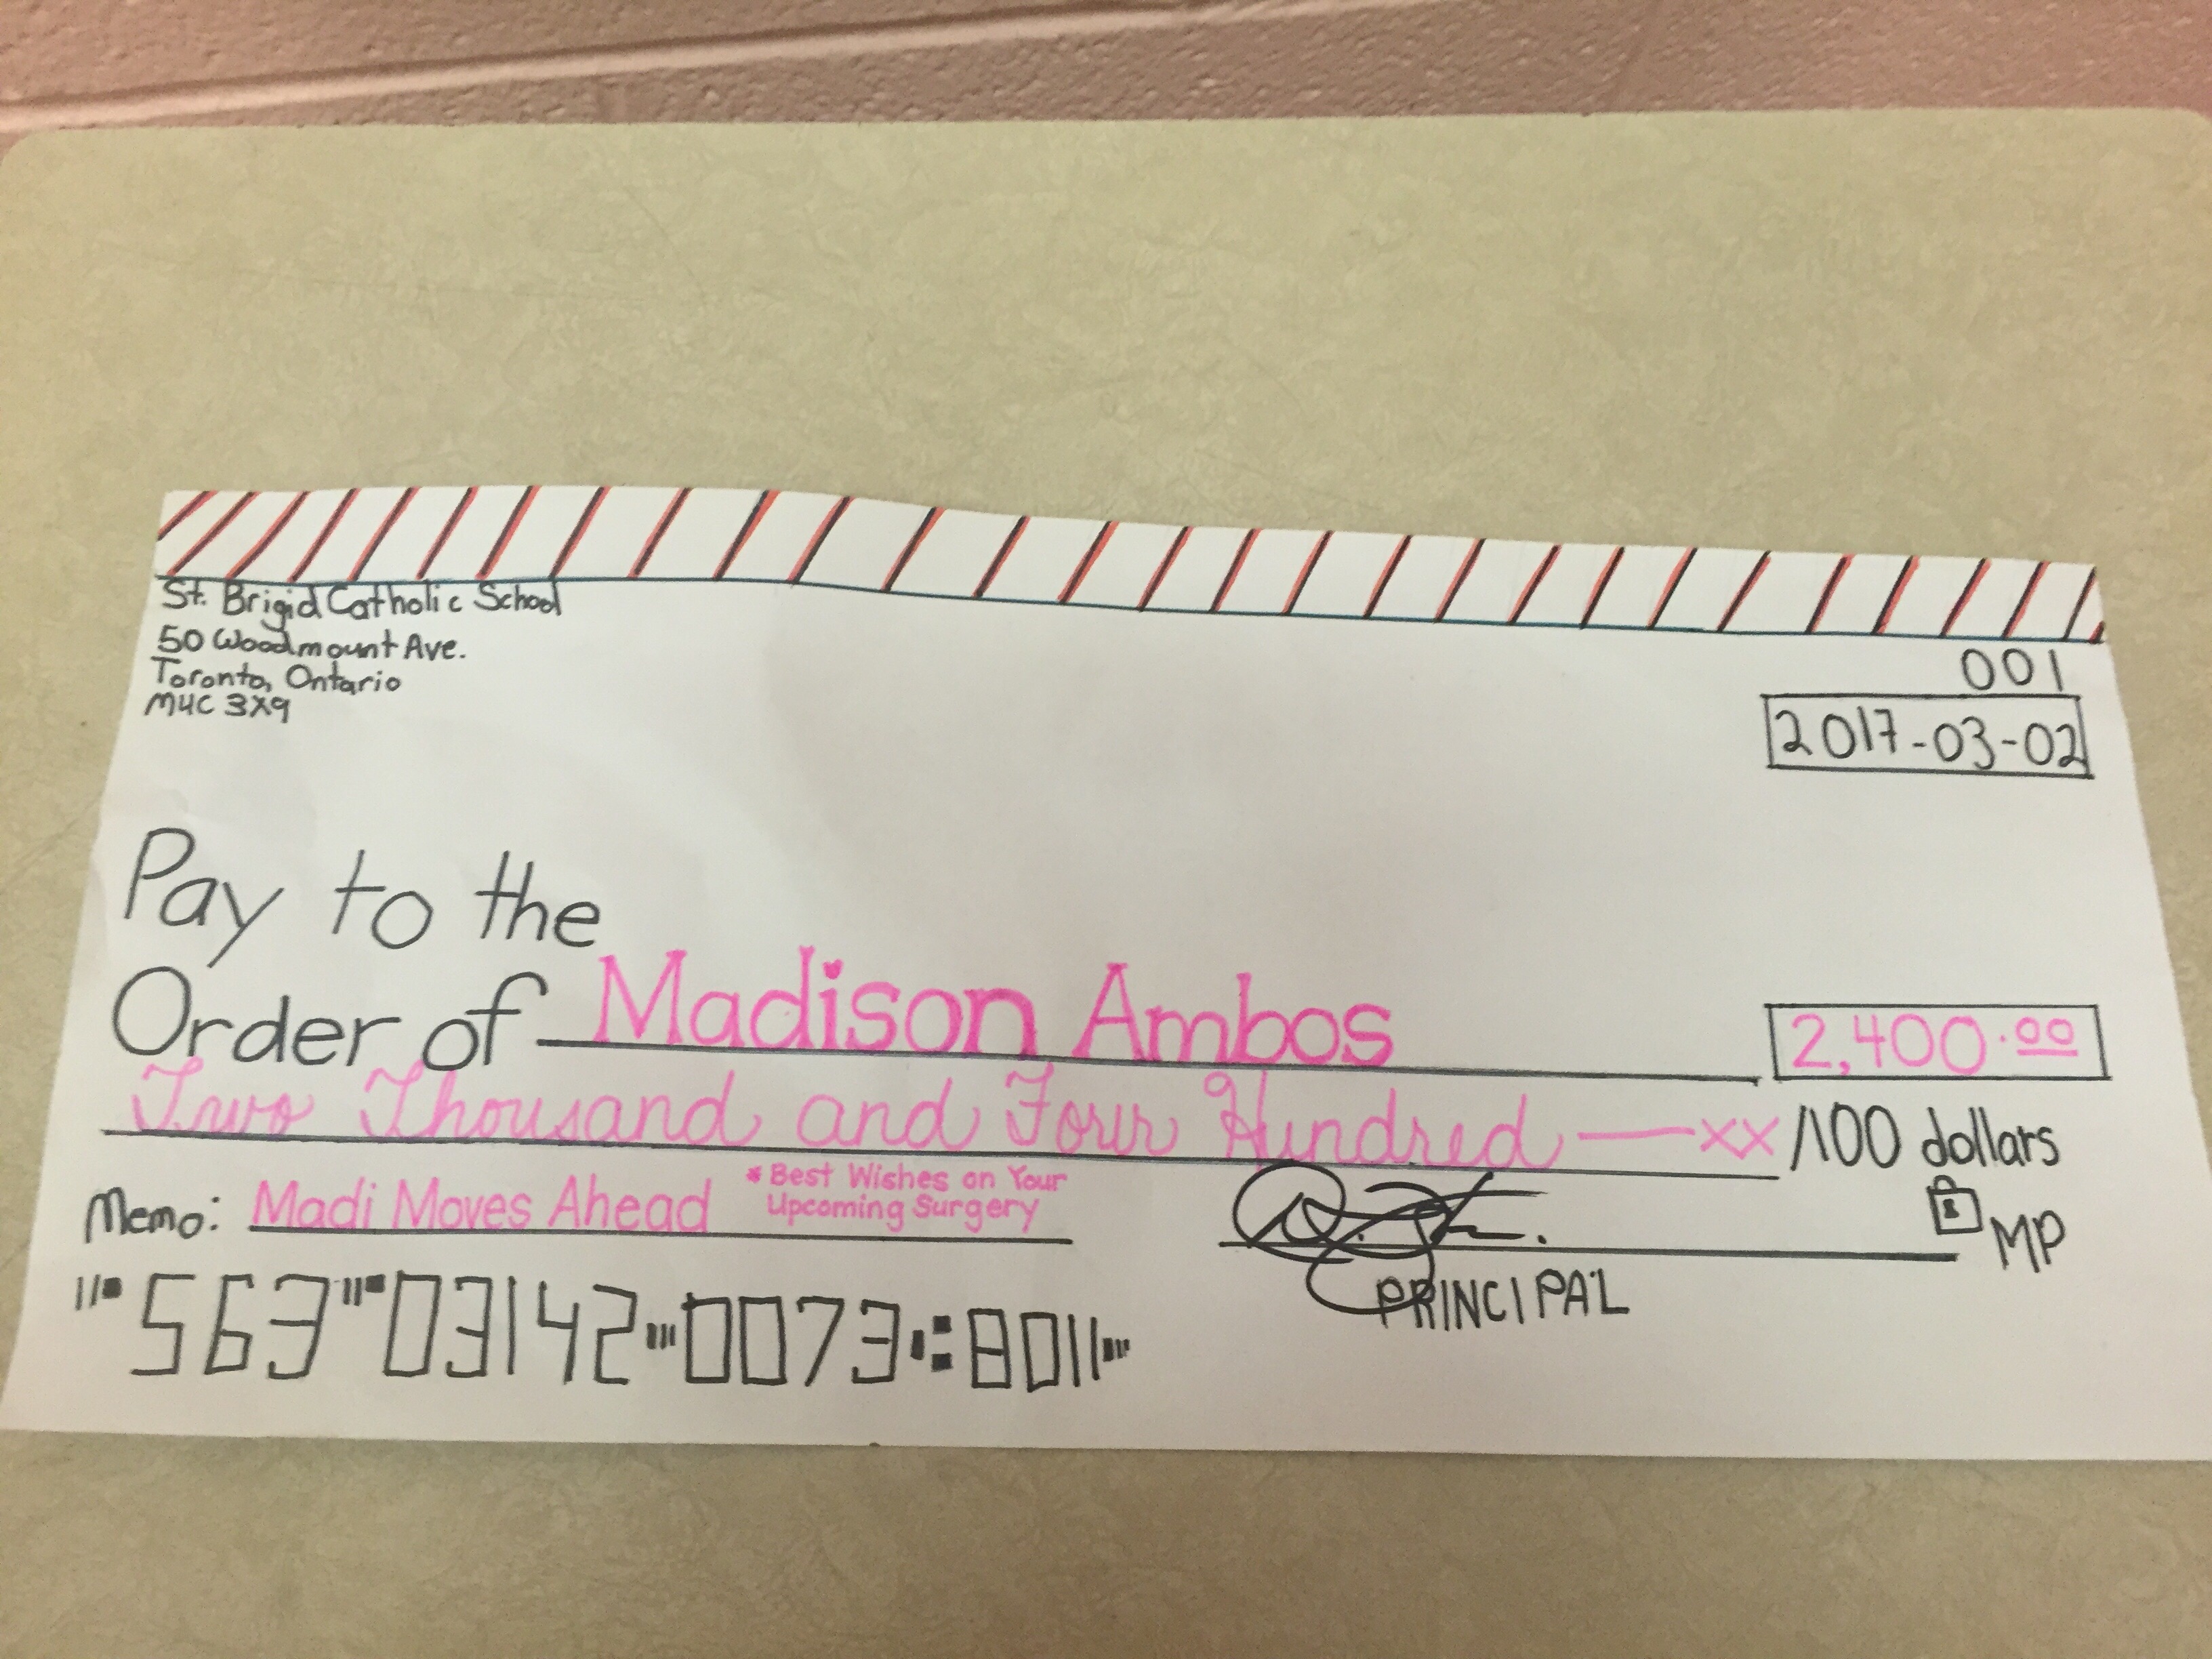 St. Brigid Catholic School
50 Woodmount Ave.
Toronto, Ontario
M4C 3X9
001
2017-03-02
Pay to the
Order of Madison Ambos 2,400.00
Two Thousand and Four Hundred — xx /100 dollars
Memo: Madi Moves Ahead *Best Wishes on Your
Upcoming Surgery
MP
PRINCIPAL
563 03142 0073 8011